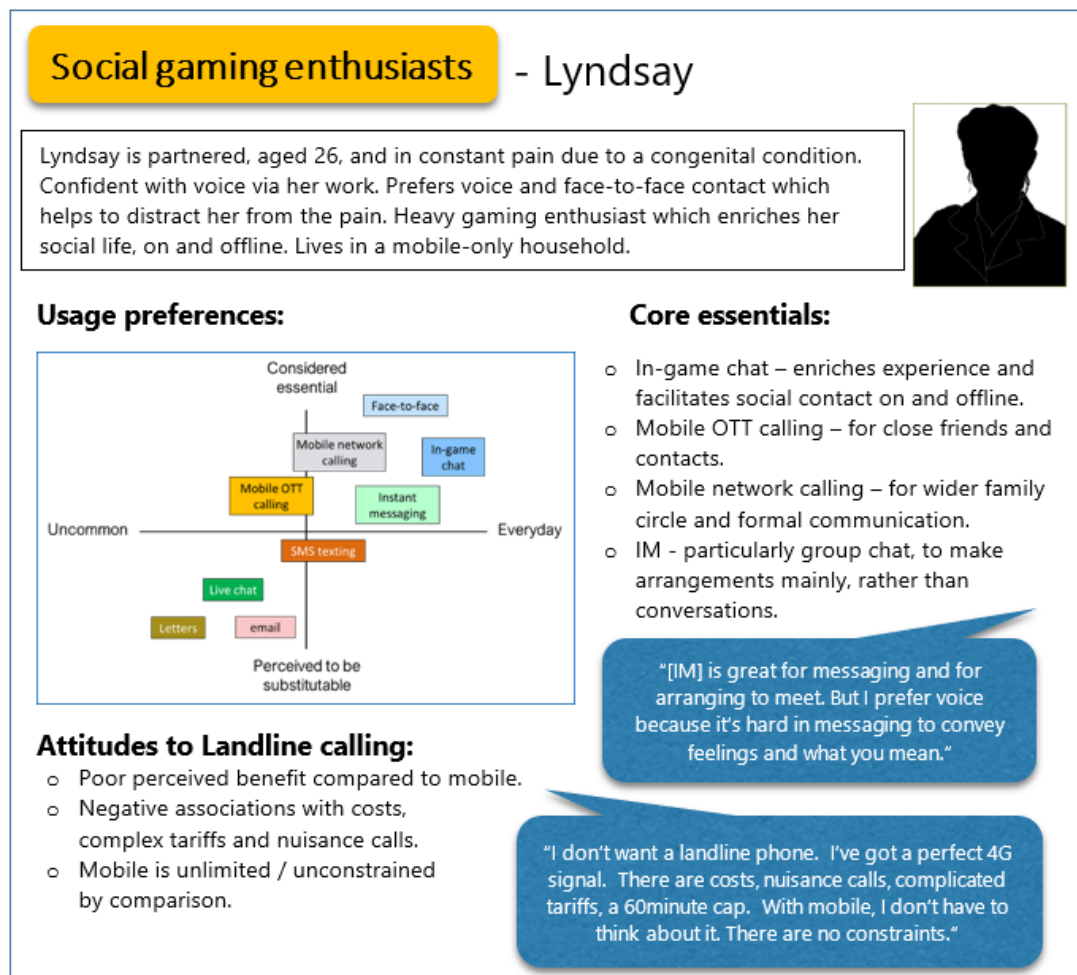 Social gaming enthusiasts - Lyndsay
Lyndsay is partnered, aged 26, and in constant pain due to a congenital condition.
Confident with voice via her work. Prefers voice and face-to-face contact which
helps to distract her from the pain. Heavy gaming enthusiast which enriches her
social life, on and offline. Lives in a mobile-only household.
Usage preferences:
Considered
essential
Face-to-face
Mobile network
calling
In-game
chat
Mobile OTT
calling
Instant
messaging
Uncommon
Everyday
SMS texting
Live chat
Letters
email
Perceived to be
substitutable
Core essentials:
o In-game chat – enriches experience and
facilitates social contact on and offline.
o Mobile OTT calling – for close friends and
contacts.
o Mobile network calling – for wider family
circle and formal communication.
o IM - particularly group chat, to make
arrangements mainly, rather than
conversations.
“[IM] is great for messaging and for
arranging to meet. But I prefer voice
because it’s hard in messaging to convey
feelings and what you mean.“
Attitudes to Landline calling:
o Poor perceived benefit compared to mobile.
o Negative associations with costs,
complex tariffs and nuisance calls.
o Mobile is unlimited / unconstrained
by comparison.
“I don’t want a landline phone. I’ve got a perfect 4G
signal. There are costs, nuisance calls, complicated
tariffs, a 60minute cap. With mobile, I don’t have to
think about it. There are no constraints.“